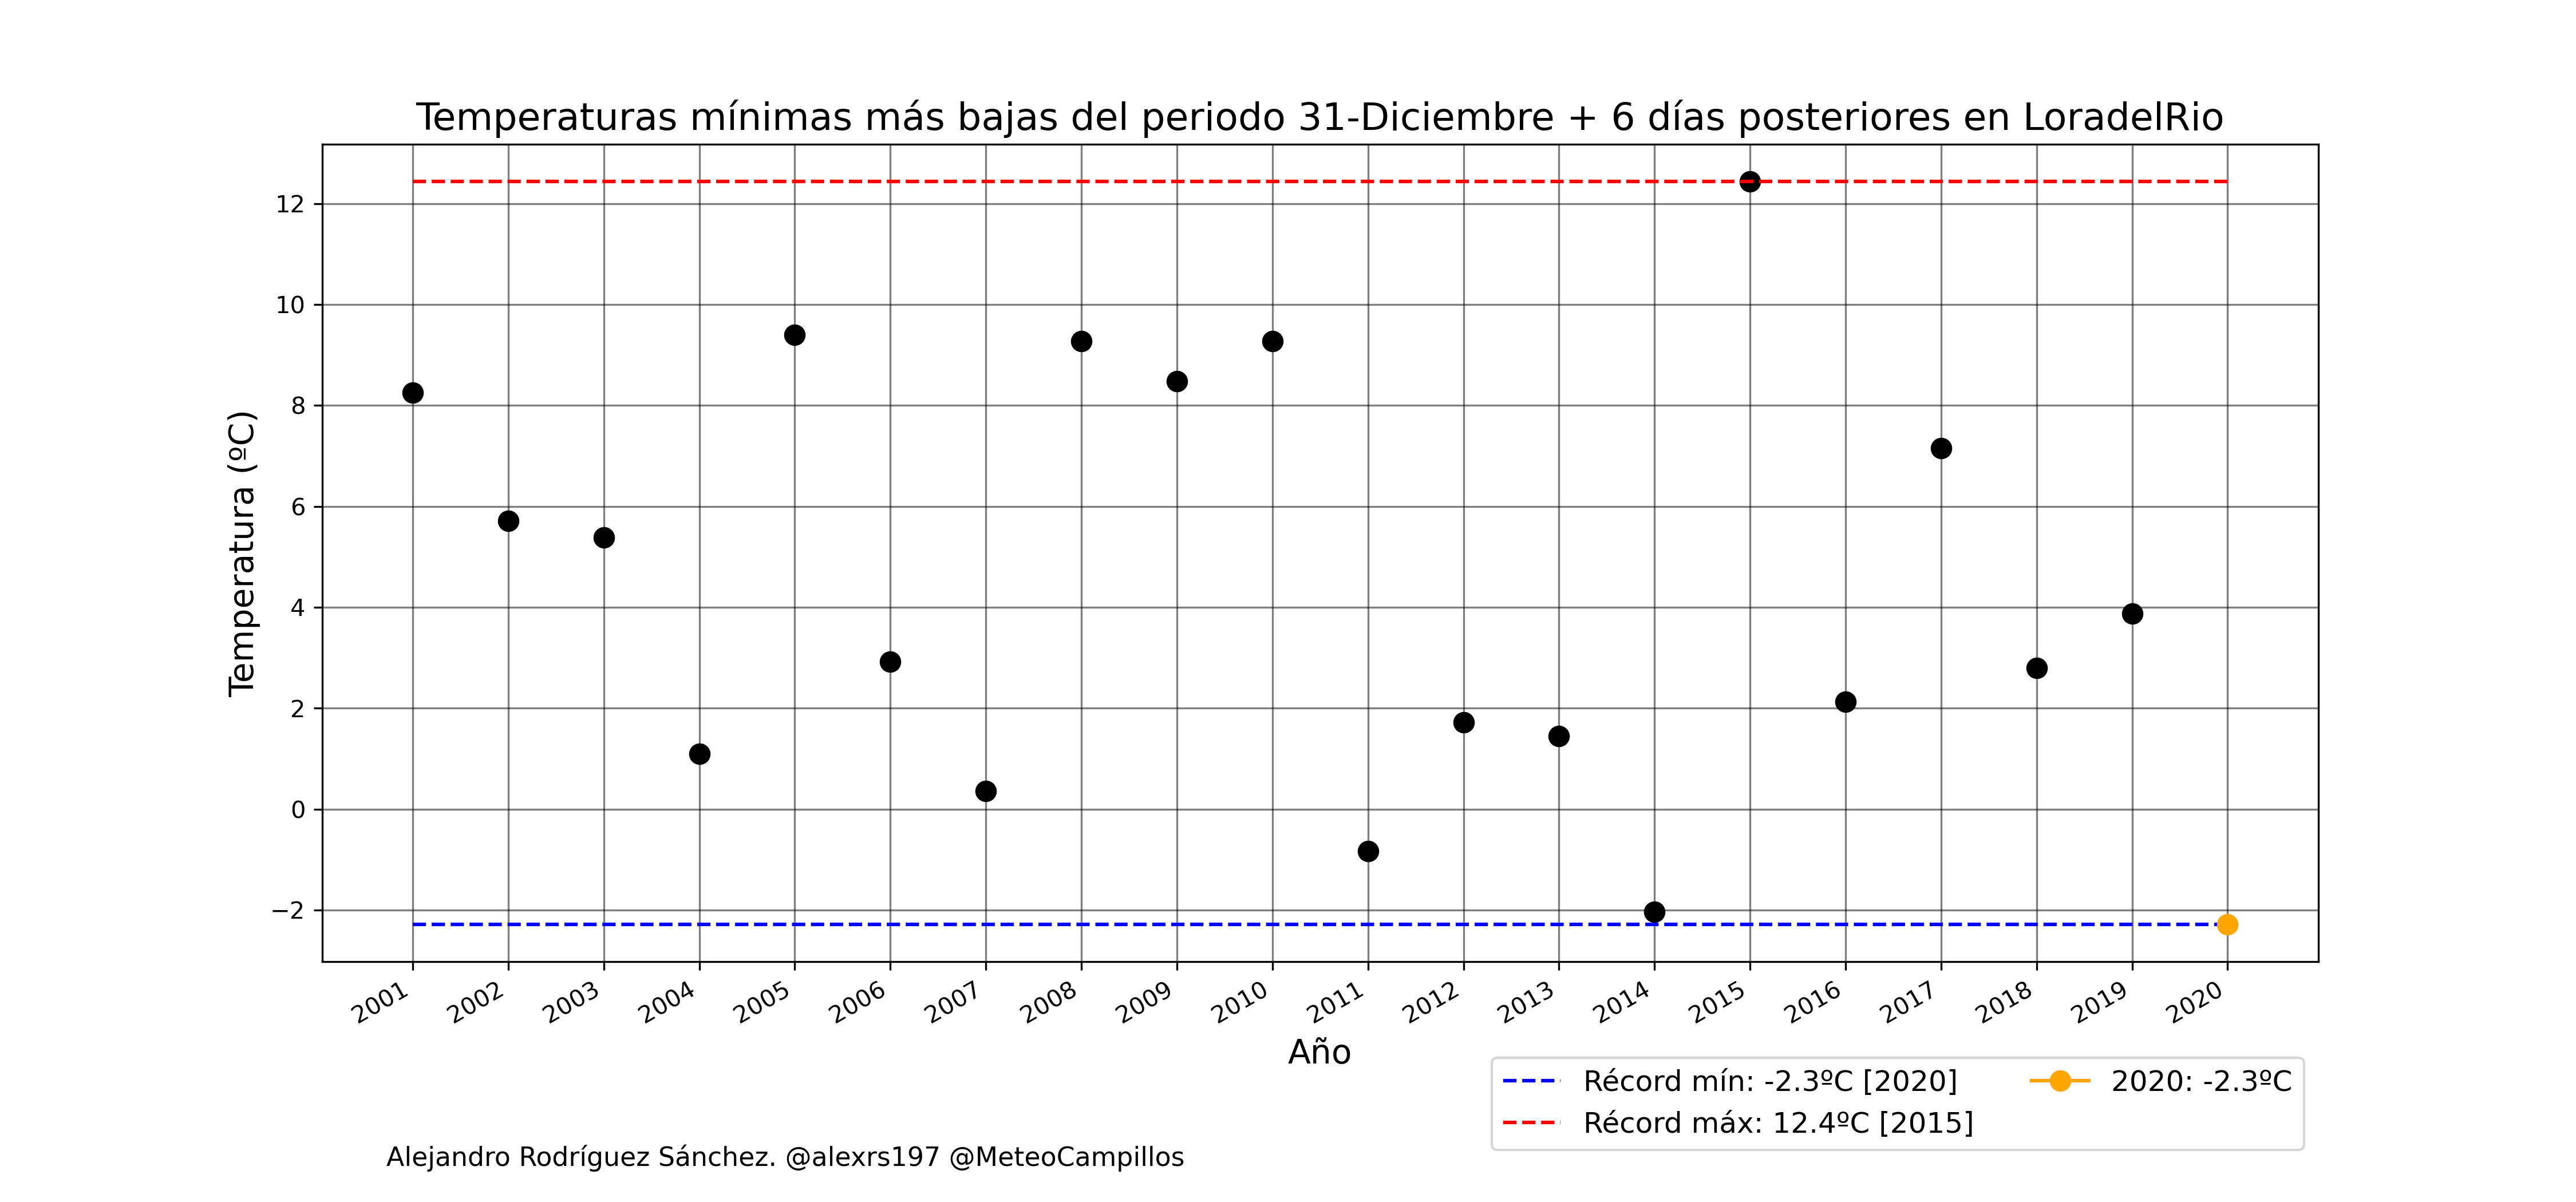 Temperaturas mínimas más bajas del periodo 31-Diciembre + 6 días posteriores en LoradelRio
Temperatura (ºC)
12
10
8
6
4
2
0
−2
2001 2002 2003 2004 2005 2006 2007 2008 2009 2010 2011 2012 2013 2014 2015 2016 2017 2018 2019 2020
Año
Récord mín: -2.3ºC [2020]
Récord máx: 12.4ºC [2015]
2020: -2.3ºC
Alejandro Rodríguez Sánchez. @alexrs197 @MeteoCampillos